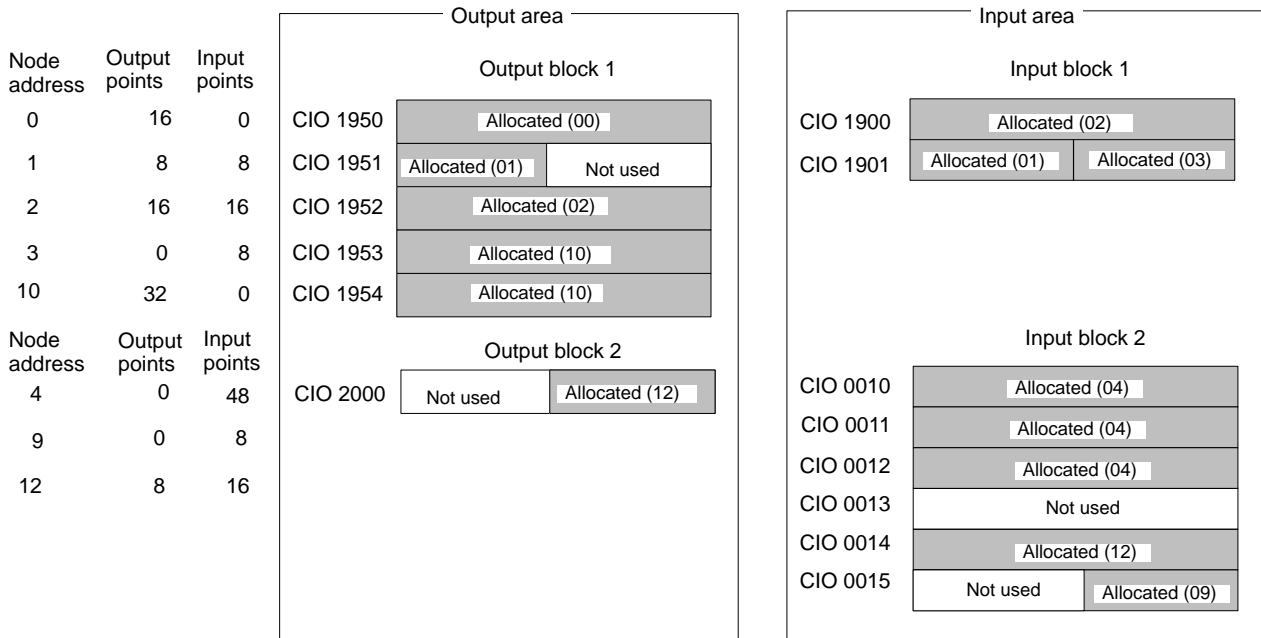 Output area
Input area
Node address
Output points
Input points
Output block 1
Input block 1
0 16 0
CIO 1950
Allocated (00)
CIO 1900
Allocated (02)
1 8 8
CIO 1951
Allocated (01)
Not used
CIO 1901
Allocated (01)
Allocated (03)
2 16 16
CIO 1952
Allocated (02)
3 0 8
CIO 1953
Allocated (10)
10 32 0
CIO 1954
Allocated (10)
Node address
Output points
Input points
Output block 2
Input block 2
4 0 48
CIO 2000
Not used
Allocated (12)
CIO 0010
Allocated (04)
9 0 8
CIO 0011
Allocated (04)
12 8 16
CIO 0012
Allocated (04)
CIO 0013
Not used
CIO 0014
Allocated (12)
CIO 0015
Not used
Allocated (09)